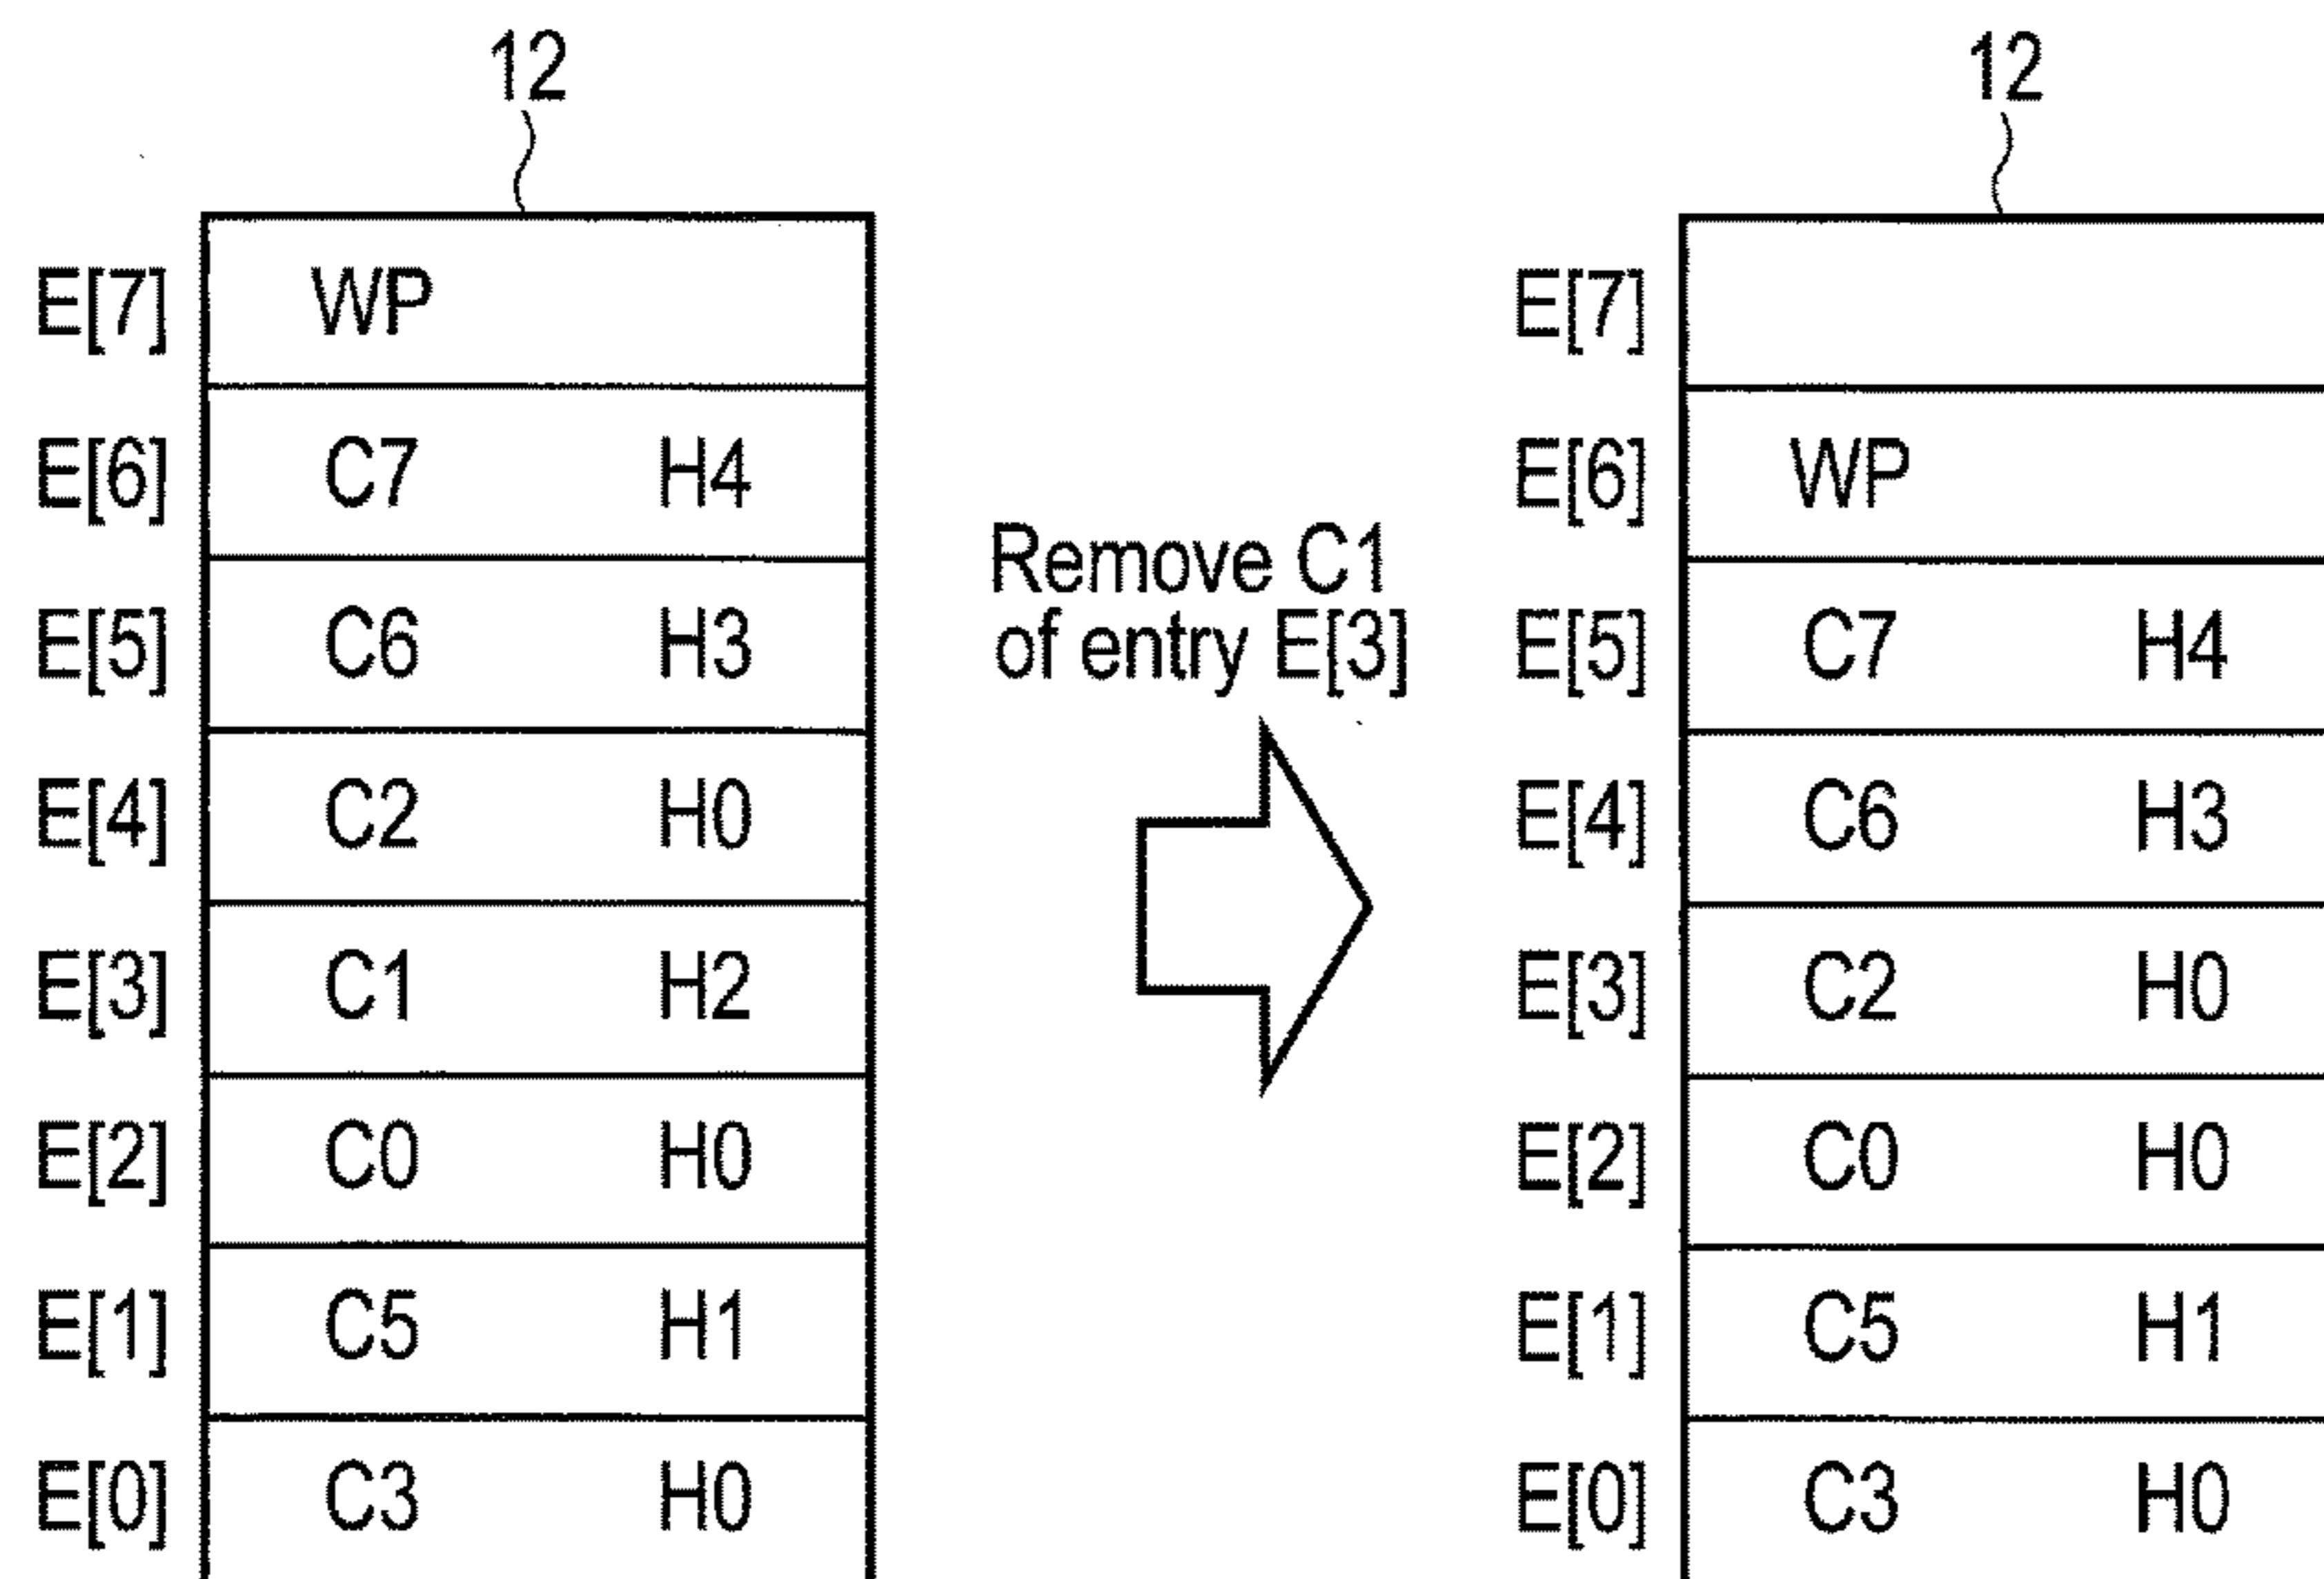 12
E[7] WP
E[6] C7 H4
E[5] C6 H3
E[4] C2 H0
E[3] C1 H2
E[2] C0 H0
E[1] C5 H1
E[0] C3 H0
Remove C1
of entry E[3]
12
E[7]
E[6] WP
E[5] C7 H4
E[4] C6 H3
E[3] C2 H0
E[2] C0 H0
E[1] C5 H1
E[0] C3 H0